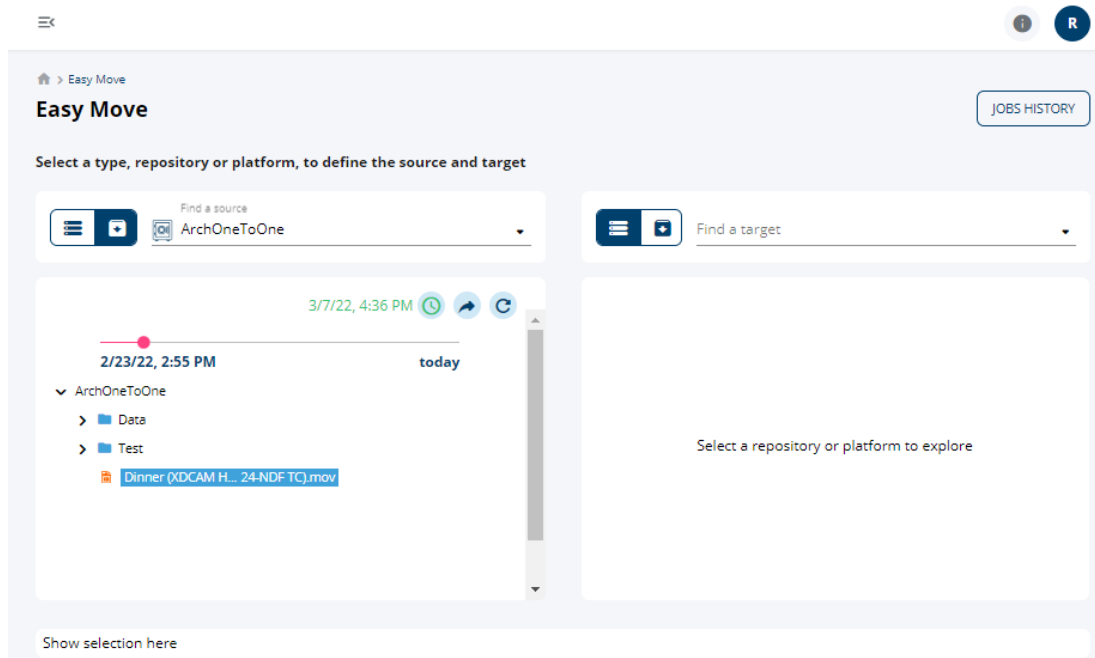 R
> Easy Move
Easy Move
JOBS HISTORY
Select a type, repository or platform, to define the source and target
Find a source
ArchOneToOne
Find a target
3/7/22, 4:36 PM
2/23/22, 2:55 PM today
ArchOneToOne
Data
Test
Dinner (XDCAM H... 24-NDF TC).mov
Select a repository or platform to explore
Show selection here